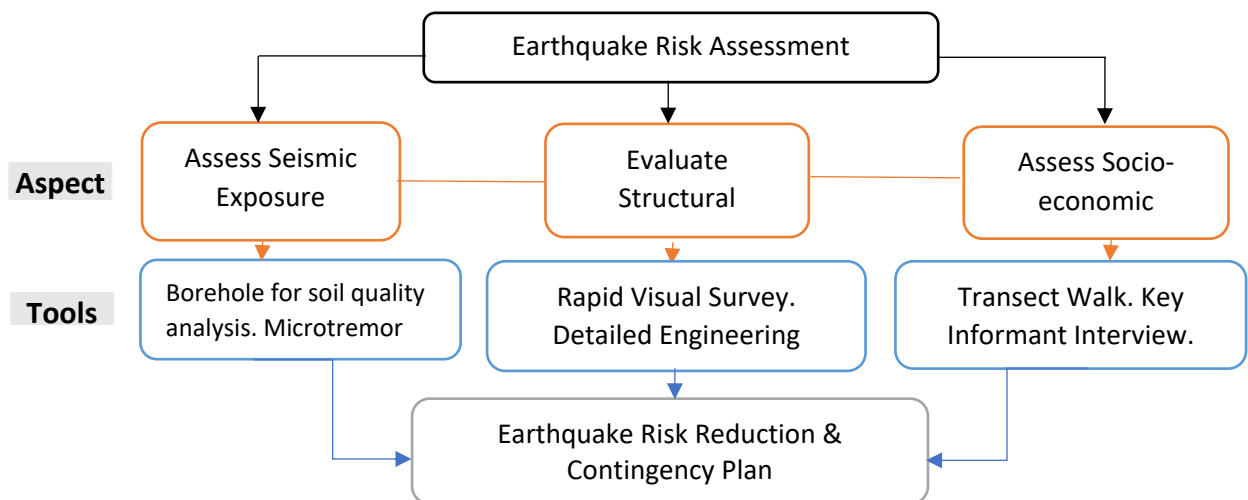 Earthquake Risk Assessment
Aspect
Assess Seismic
Exposure
Evaluate
Structural
Assess Socio-
economic
Tools
Borehole for soil quality
analysis. Microtremor
Rapid Visual Survey.
Detailed Engineering
Transect Walk. Key
Informant Interview.
Earthquake Risk Reduction &
Contingency Plan